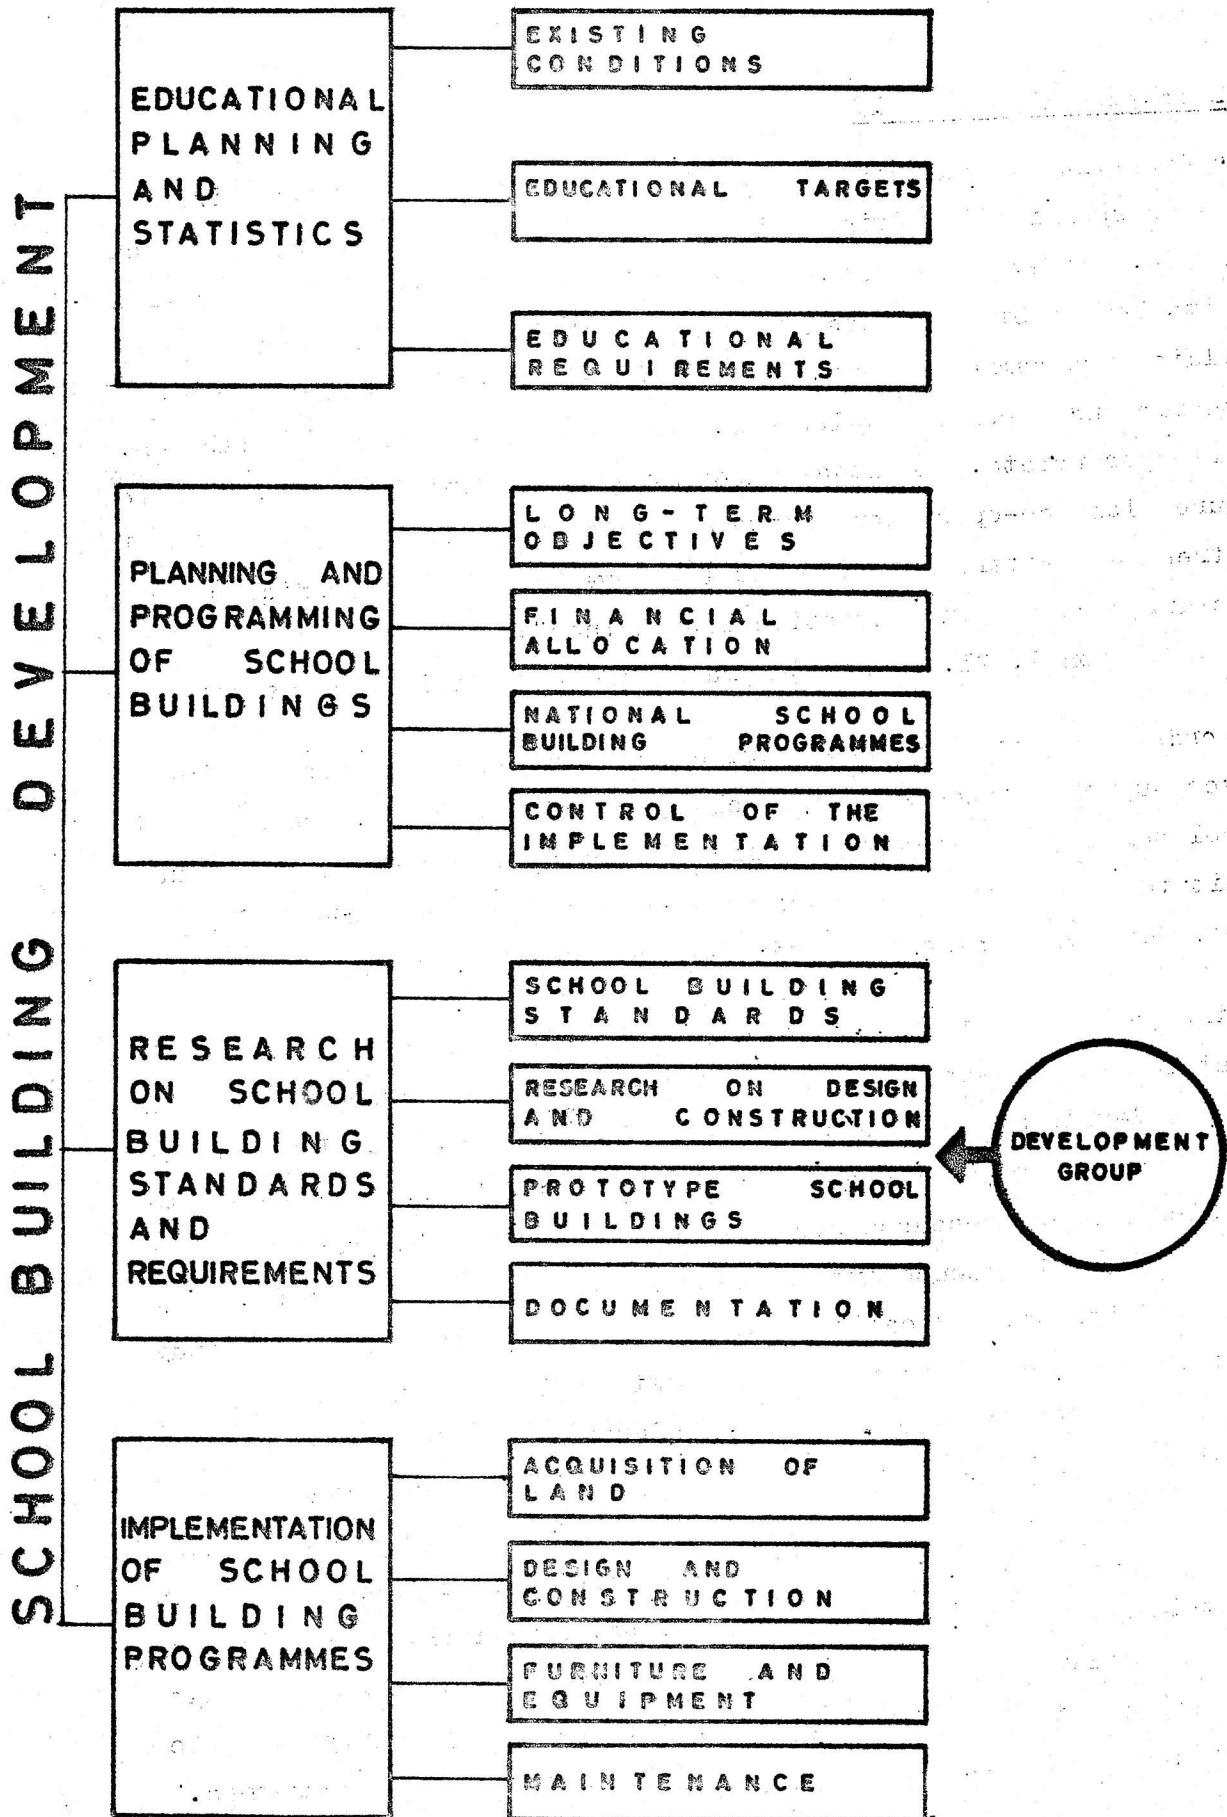 SCHOOL BUILDING DEVELOPMENT
EDUCATIONAL
PLANNING
AND
STATISTICS
EXISTING
CONDITIONS
EDUCATIONAL TARGETS
EDUCATIONAL
REQUIREMENTS
PLANNING AND
PROGRAMMING
OF SCHOOL
BUILDINGS
LONG-TERM
OBJECTIVES
FINANCIAL
ALLOCATION
NATIONAL SCHOOL
BUILDING PROGRAMMES
CONTROL OF THE
IMPLEMENTATION
RESEARCH
ON SCHOOL
BUILDING
STANDARDS
AND
REQUIREMENTS
SCHOOL BUILDING
STANDARDS
RESEARCH ON DESIGN
AND CONSTRUCTION
PROTOTYPE SCHOOL
BUILDINGS
DOCUMENTATION
DEVELOPMENT
GROUP
IMPLEMENTATION
OF SCHOOL
BUILDING
PROGRAMMES
ACQUISITION OF
LAND
DESIGN AND
CONSTRUCTION
FURNITURE AND
EQUIPMENT
MAINTENANCE